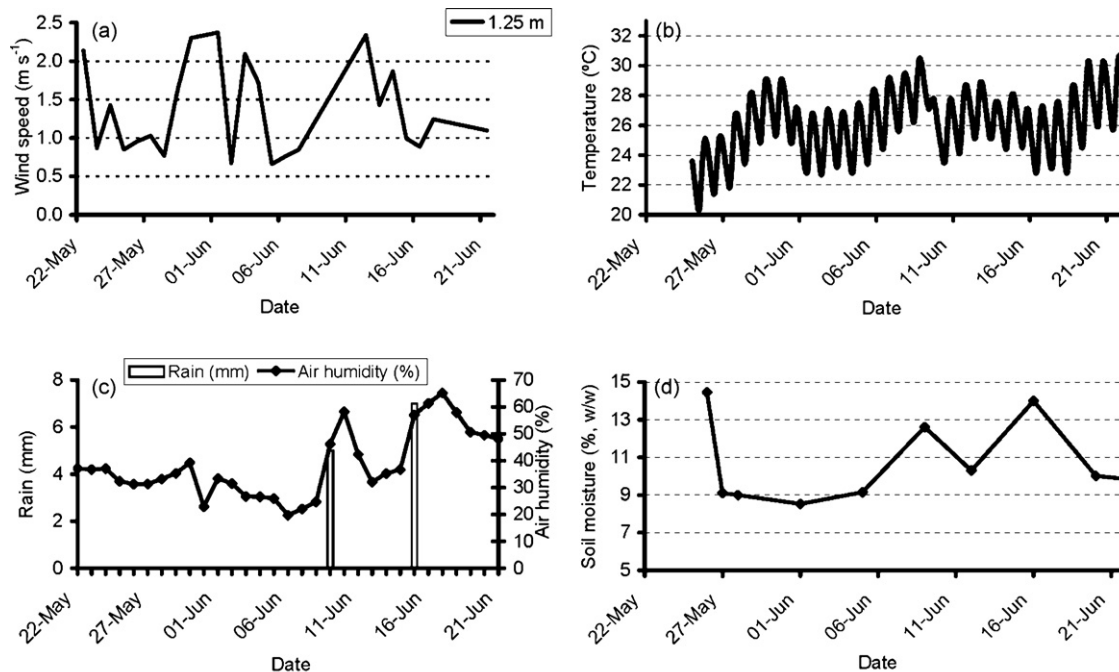 (a)
1.25 m
Wind speed (m s⁻¹)
2.5
2.0
1.5
1.0
0.5
0.0
22-May
27-May
01-Jun
06-Jun
11-Jun
16-Jun
21-Jun
Date
(b)
Temperature (ºC)
32
30
28
26
24
22
20
22-May
27-May
01-Jun
06-Jun
11-Jun
16-Jun
21-Jun
Date
(c)
Rain (mm)
Air humidity (%)
Rain (mm)
8
6
4
2
0
70
60
50
40
30
20
10
0
Air humidity (%)
22-May
27-May
01-Jun
06-Jun
11-Jun
16-Jun
21-Jun
Date
(d)
Soil moisture (%, w/w)
15
13
11
9
7
5
22-May
27-May
01-Jun
06-Jun
11-Jun
16-Jun
21-Jun
Date